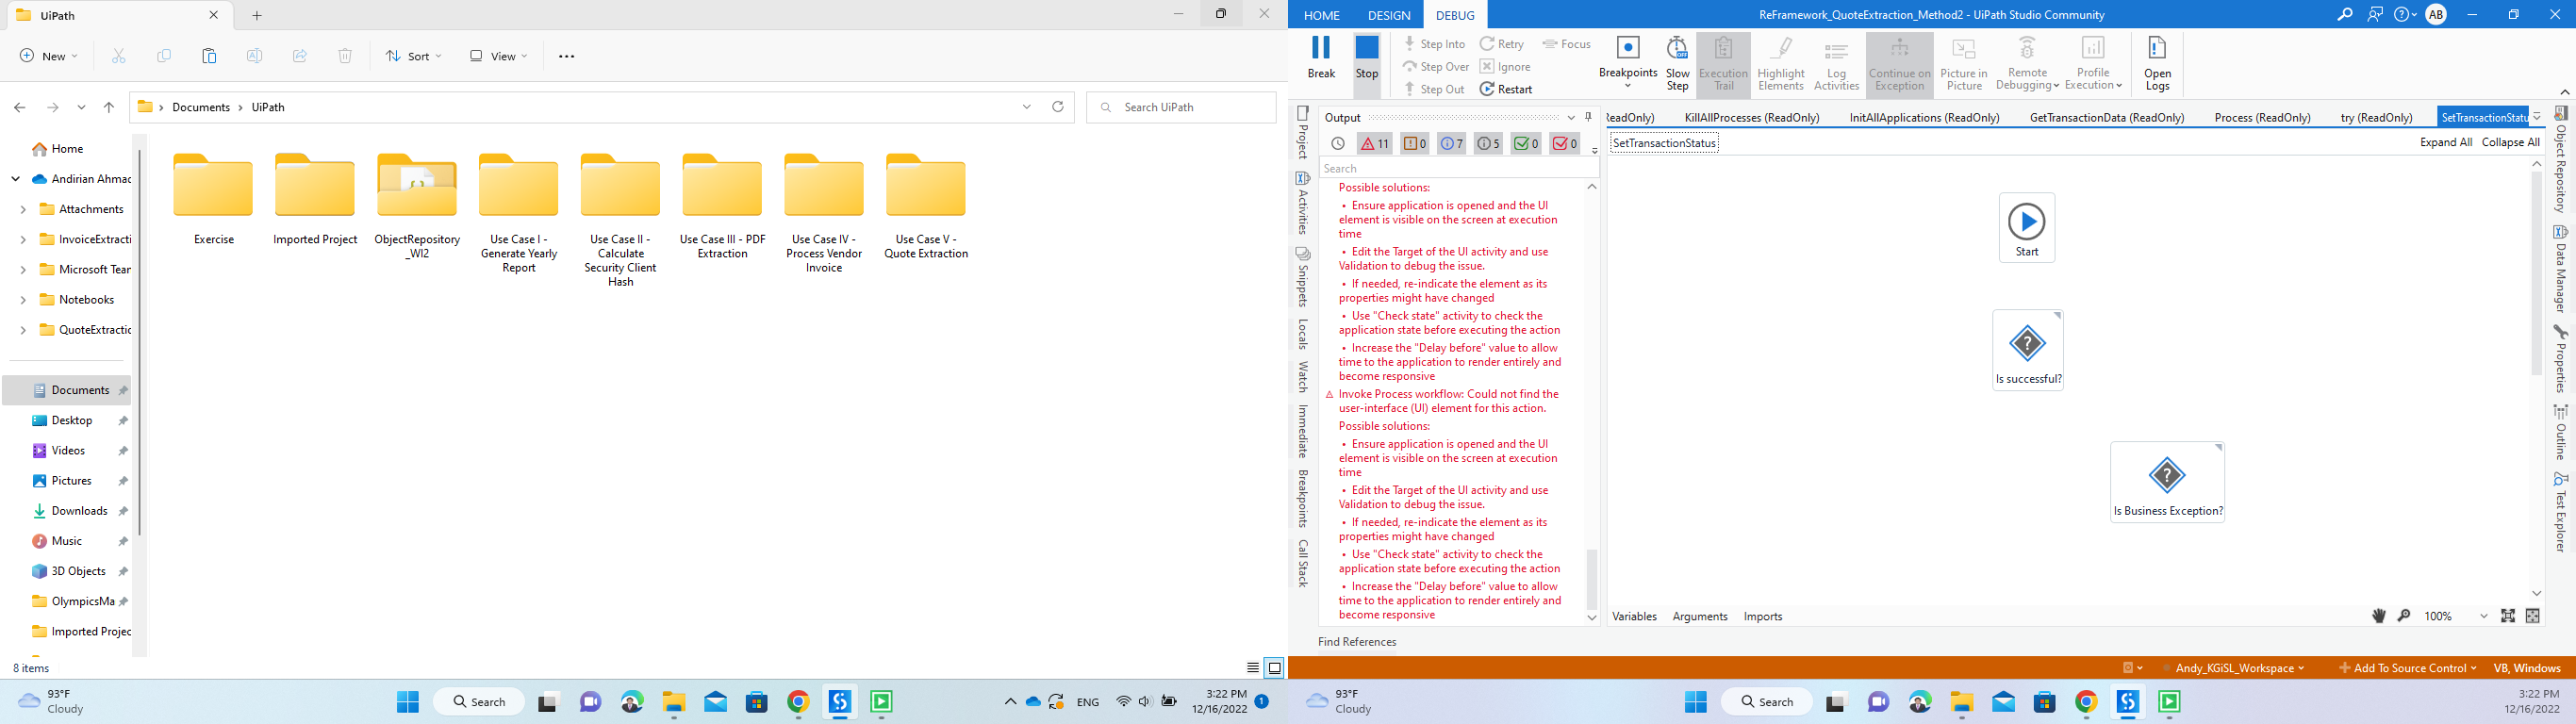 UiPath
New
Sort
View
Documents
UiPath
Search UiPath
Home
Andirian Ahmad
Attachments
InvoiceExtracti
Microsoft Tean
Notebooks
QuoteExtractic
Documents
Desktop
Videos
Pictures
Downloads
Music
3D Objects
OlympicsMa
Imported Projec
Exercise
Imported Project
ObjectRepository
_WI2
Use Case I -
Generate Yearly
Report
Use Case II -
Calculate
Security Client
Hash
Use Case III - PDF
Extraction
Use Case IV -
Process Vendor
Invoice
Use Case V -
Quote Extraction
8 items
93°F
Cloudy
Search
ENG
3:22 PM
12/16/2022
1
HOME
DESIGN
DEBUG
ReFramework_QuoteExtraction_Method2 - UiPath Studio Community
AB
Break
Stop
Step Into
Step Over
Step Out
Retry
Ignore
Restart
Focus
Breakpoints
Slow
Step
Execution
Trail
Highlight
Elements
Log
Activities
Continue on
Exception
Picture in
Picture
Remote
Debugging
Profile
Execution
Open
Logs
Project
Activities
Snippets
Locals
Watch
Immediate
Breakpoints
Call Stack
Output
11
0
7
5
0
0
Search
Possible solutions:
• Ensure application is opened and the UI
element is visible on the screen at execution
time
• Edit the Target of the UI activity and use
Validation to debug the issue.
• If needed, re-indicate the element as its
properties might have changed
• Use "Check state" activity to check the
application state before executing the action
• Increase the "Delay before" value to allow
time to the application to render entirely and
become responsive
Invoke Process workflow: Could not find the
user-interface (UI) element for this action.
Possible solutions:
• Ensure application is opened and the UI
element is visible on the screen at execution
time
• Edit the Target of the UI activity and use
Validation to debug the issue.
• If needed, re-indicate the element as its
properties might have changed
• Use "Check state" activity to check the
application state before executing the action
• Increase the "Delay before" value to allow
time to the application to render entirely and
become responsive
Find References
ReadOnly)
KillAllProcesses (ReadOnly)
InitAllApplications (ReadOnly)
GetTransactionData (ReadOnly)
Process (ReadOnly)
try (ReadOnly)
SetTransactionStatu
SetTransactionStatus
Expand All
Collapse All
Start
Is successful?
Is Business Exception?
Variables
Arguments
Imports
100%
Object Repository
Data Manager
Properties
Outline
Test Explorer
Andy_KGiSL_Workspace
Add To Source Control
VB, Windows
93°F
Cloudy
Search
3:22 PM
12/16/2022